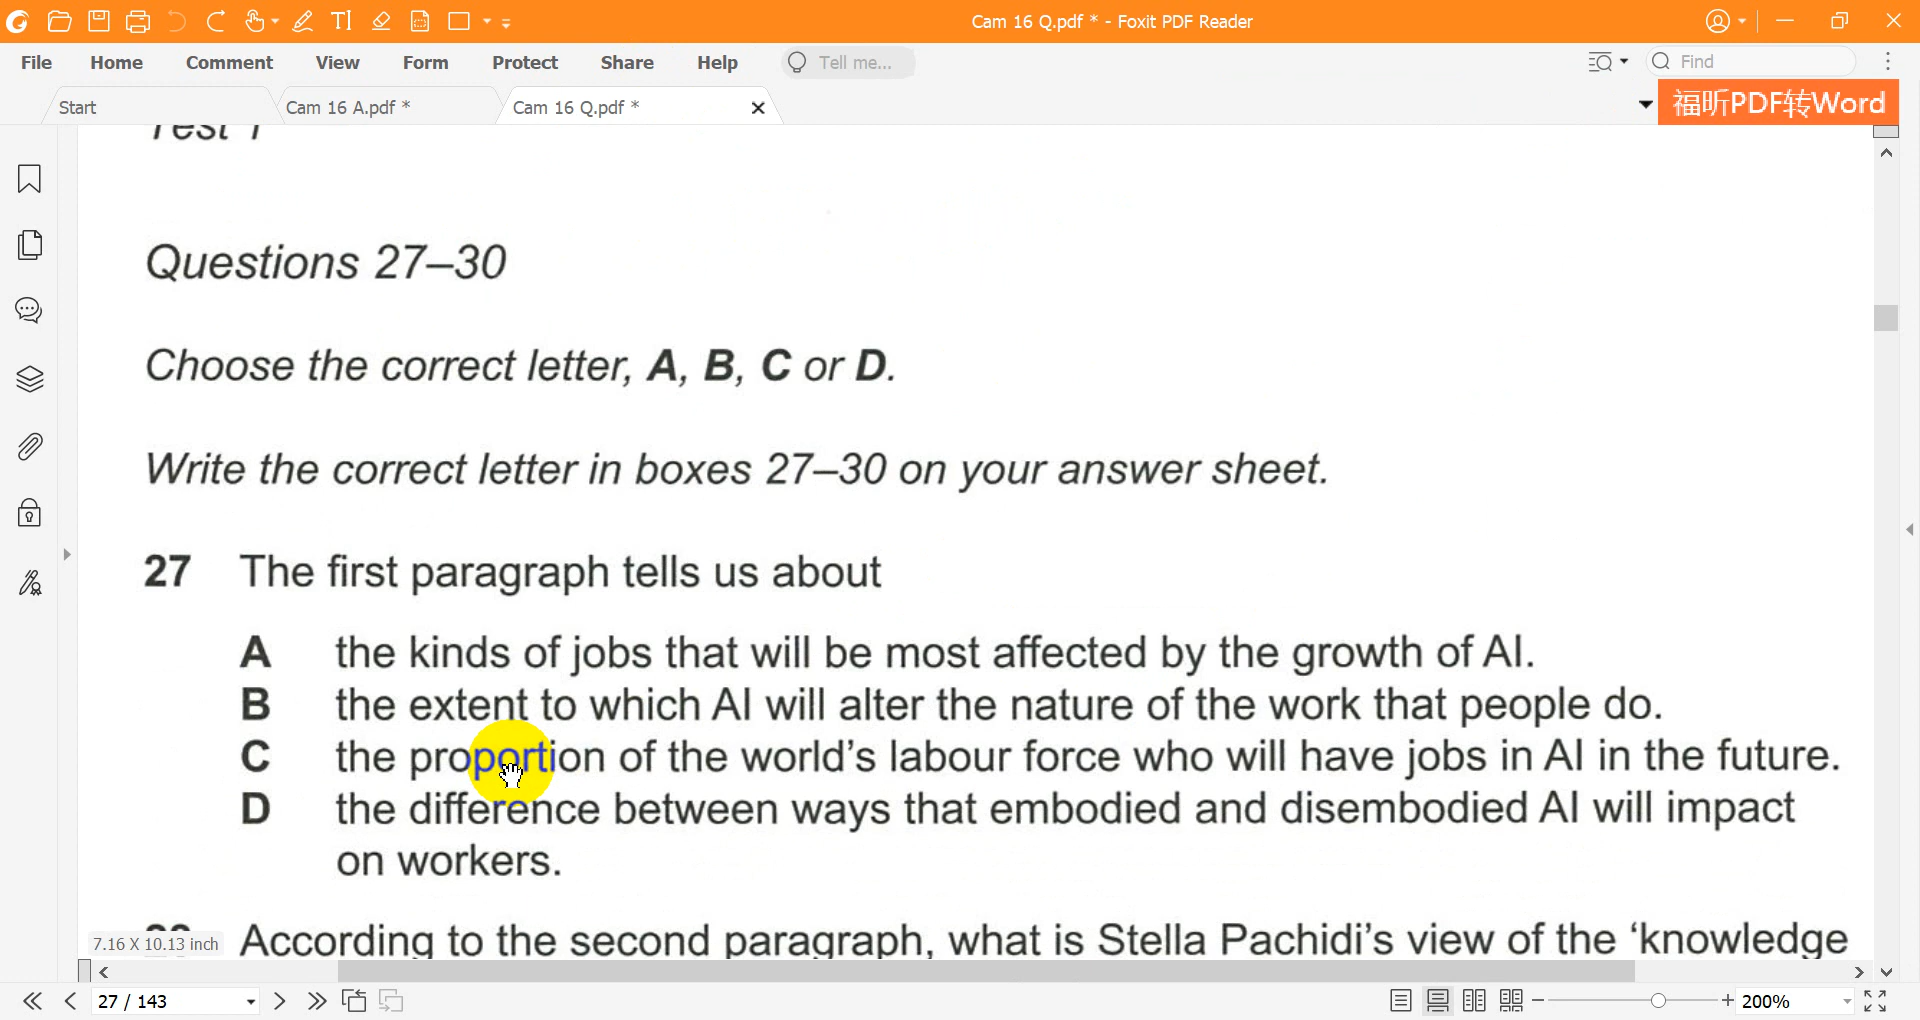 Cam 16 Q.pdf * - Foxit PDF Reader
File Home Comment View Form Protect Share Help Tell me... Find
Start Cam 16 A.pdf * Cam 16 Q.pdf * 福昕PDF转Word
Test 1
Questions 27–30
Choose the correct letter, A, B, C or D.
Write the correct letter in boxes 27–30 on your answer sheet.
27 The first paragraph tells us about
A the kinds of jobs that will be most affected by the growth of AI.
B the extent to which AI will alter the nature of the work that people do.
C the proportion of the world's labour force who will have jobs in AI in the future.
D the difference between ways that embodied and disembodied AI will impact
on workers.
According to the second paragraph, what is Stella Pachidi's view of the 'knowledge
7.16 X 10.13 inch
27 / 143 200%